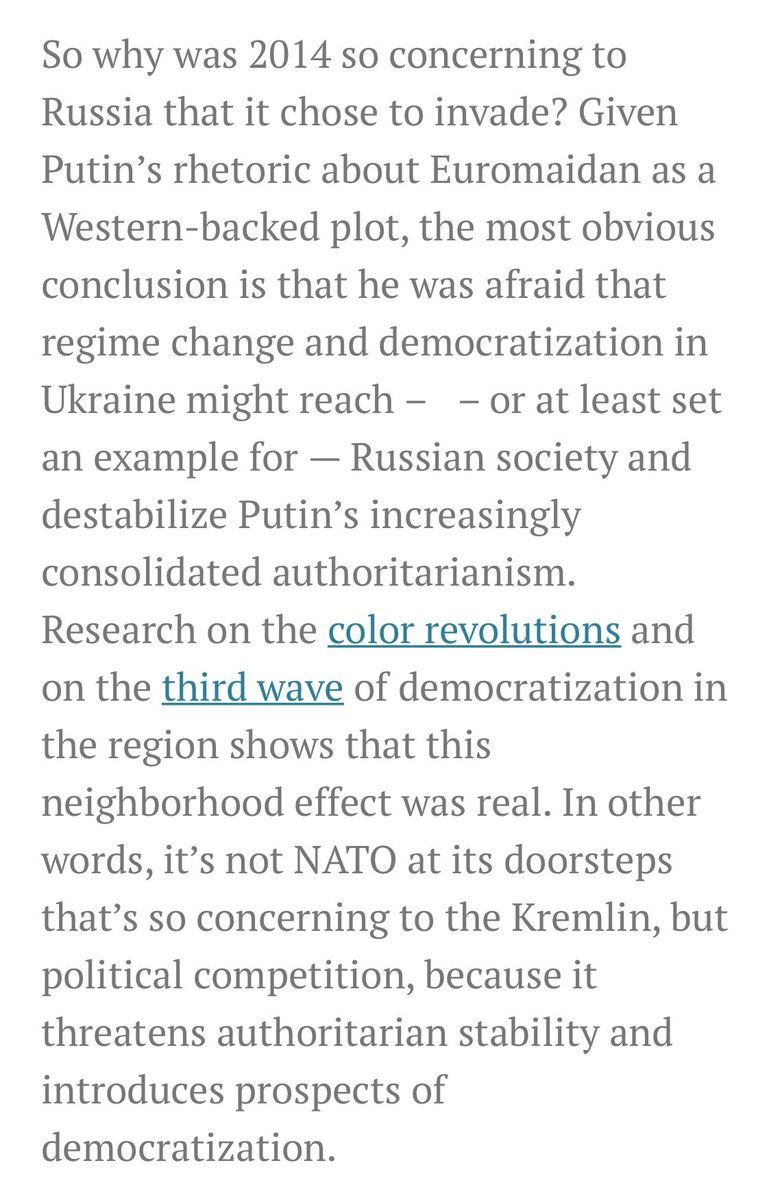 So why was 2014 so concerning to
Russia that it chose to invade? Given
Putin’s rhetoric about Euromaidan as a
Western-backed plot, the most obvious
conclusion is that he was afraid that
regime change and democratization in
Ukraine might reach –   – or at least set
an example for — Russian society and
destabilize Putin’s increasingly
consolidated authoritarianism.
Research on the color revolutions and
on the third wave of democratization in
the region shows that this
neighborhood effect was real. In other
words, it’s not NATO at its doorsteps
that’s so concerning to the Kremlin, but
political competition, because it
threatens authoritarian stability and
introduces prospects of
democratization.